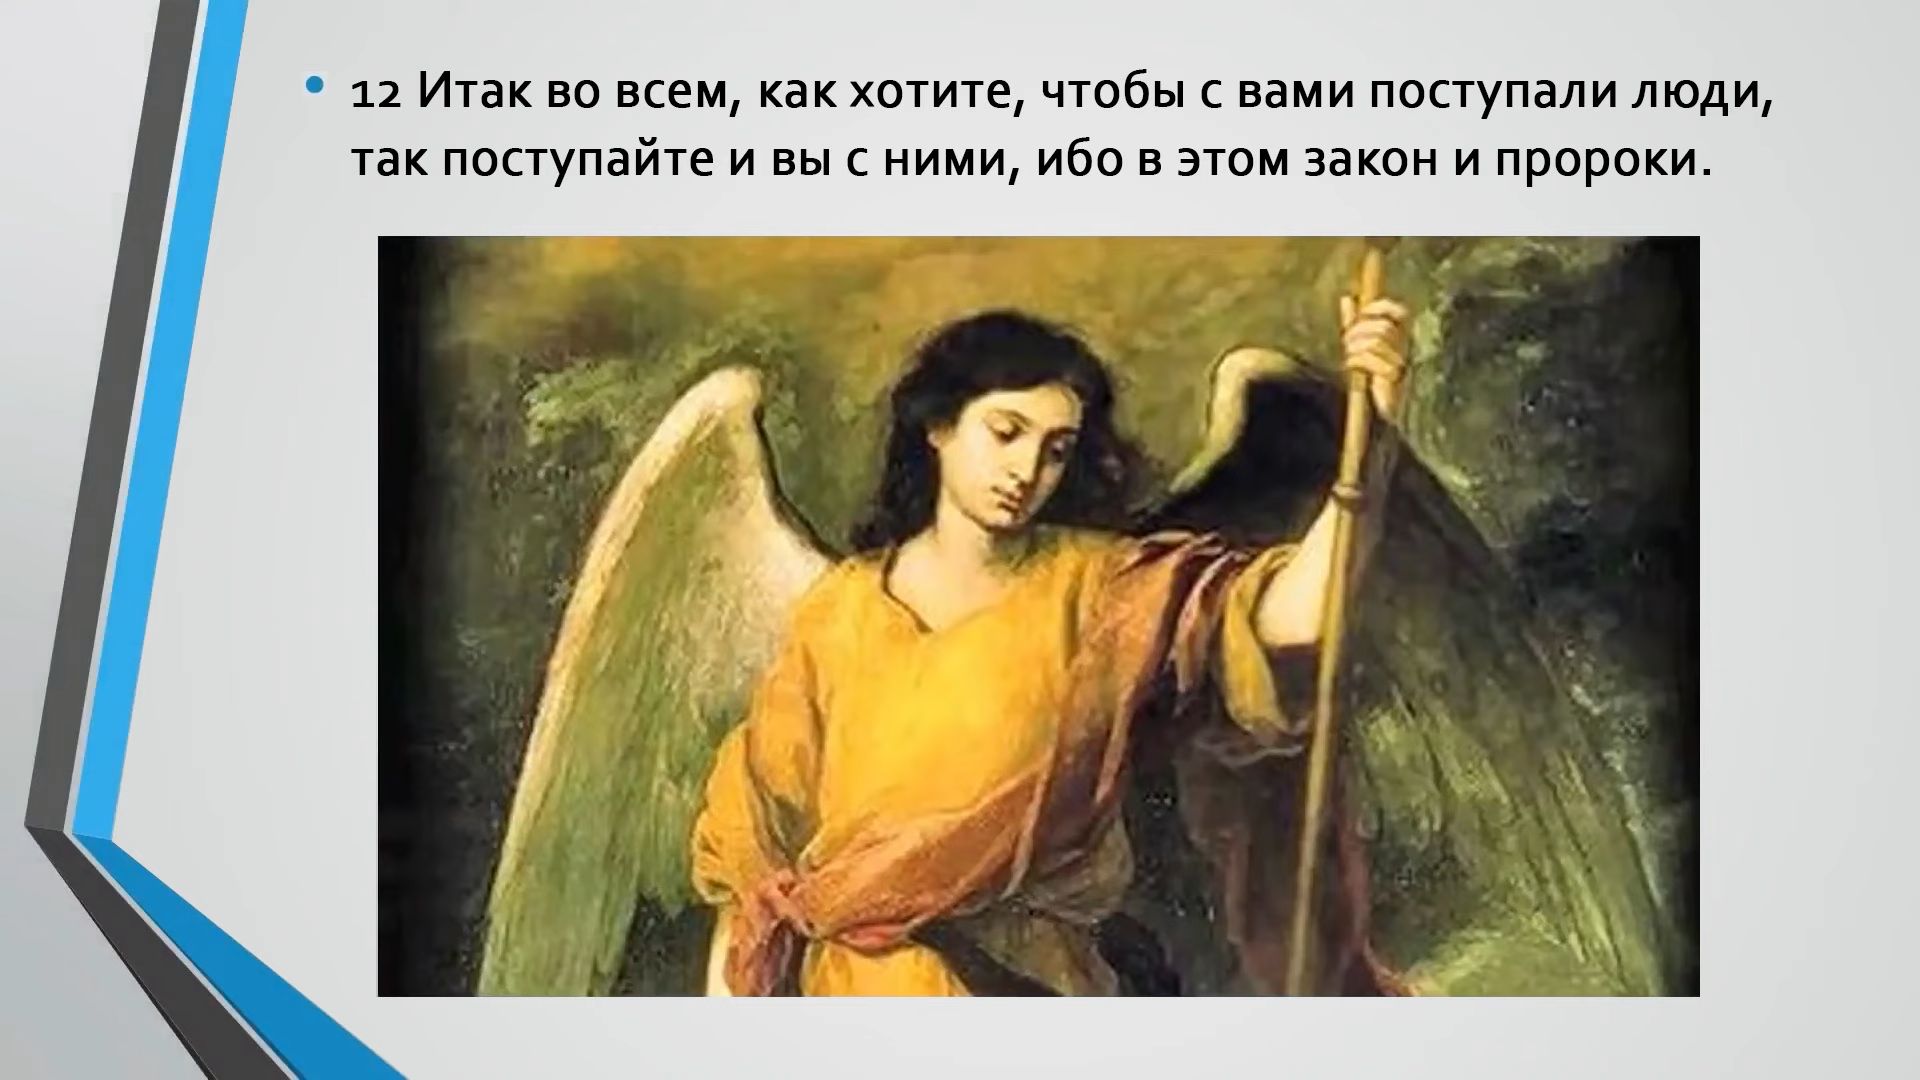 • 12 Итак во всем, как хотите, чтобы с вами поступали люди,
так поступайте и вы с ними, ибо в этом закон и пророки.